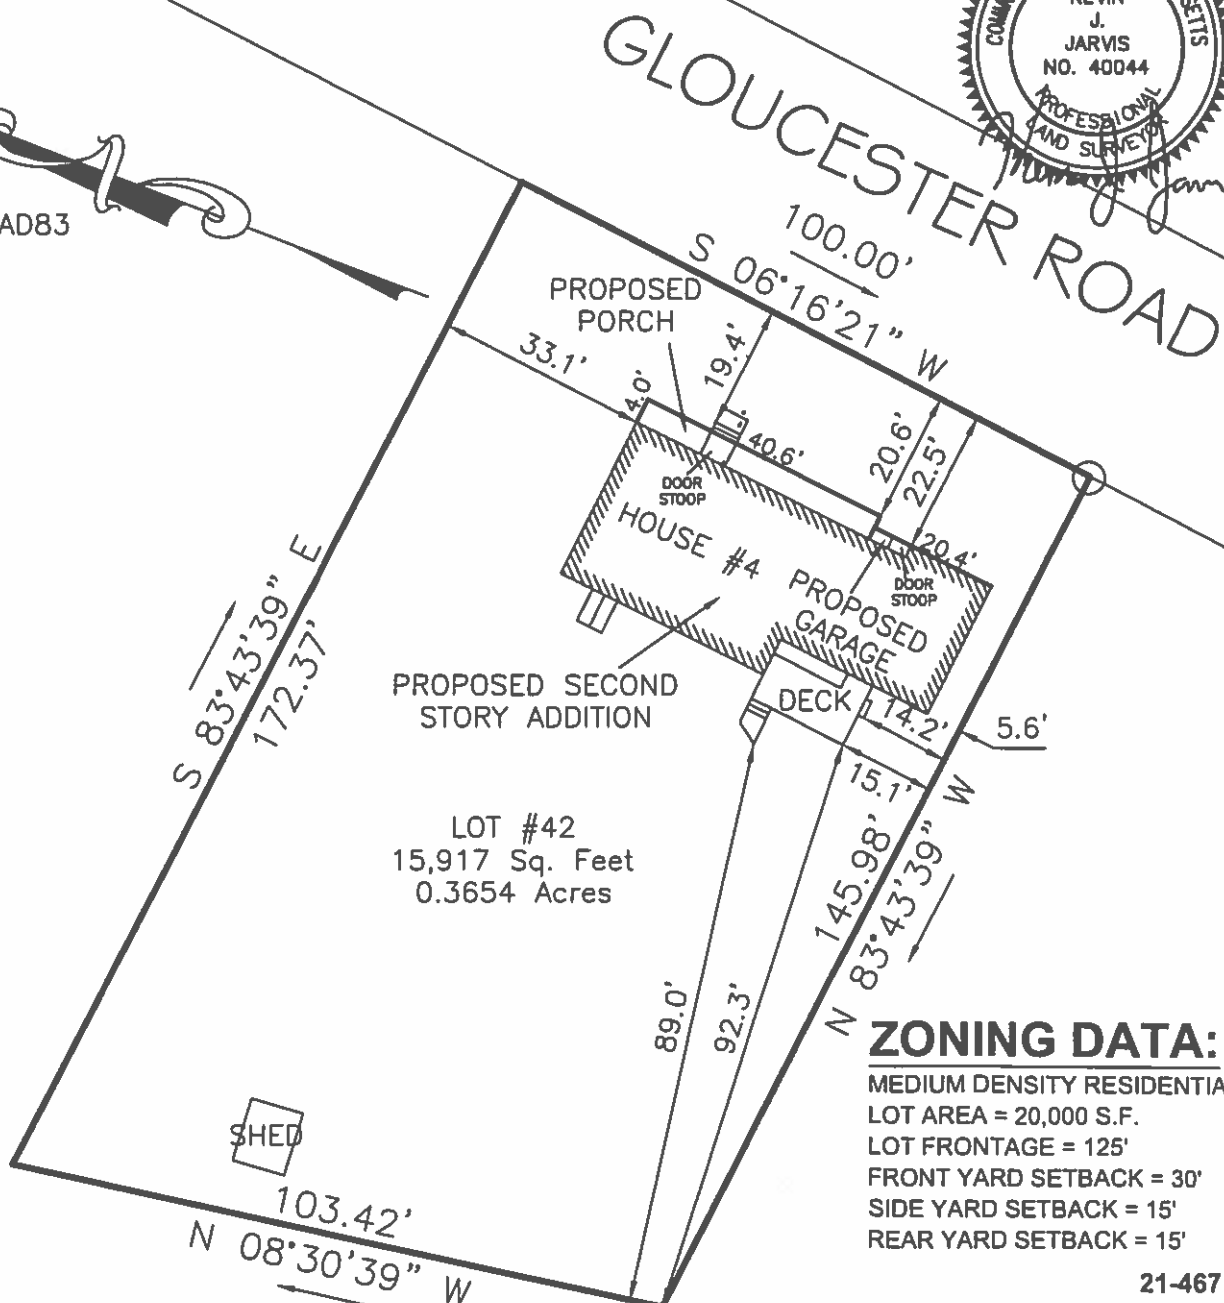 GLOUCESTER ROAD
J.
JARVIS
NO. 40044
PROFESSIONAL
LAND SURVEYOR
AD83
100.00'
S 06°16'21" W
PROPOSED
PORCH
33.1'
4.0'
19.4'
40.6'
20.6'
22.5'
20.4'
DOOR
STOOP
HOUSE #4
DOOR
STOOP
PROPOSED
GARAGE
PROPOSED SECOND
STORY ADDITION
DECK
14.2'
5.6'
15.1'
S 83°43'39" E
172.37'
LOT #42
15,917 Sq. Feet
0.3654 Acres
145.98'
N 83°43'39" W
89.0'
92.3'
SHED
103.42'
N 08°30'39" W
ZONING DATA:
MEDIUM DENSITY RESIDENTIA
LOT AREA = 20,000 S.F.
LOT FRONTAGE = 125'
FRONT YARD SETBACK = 30'
SIDE YARD SETBACK = 15'
REAR YARD SETBACK = 15'
21-467